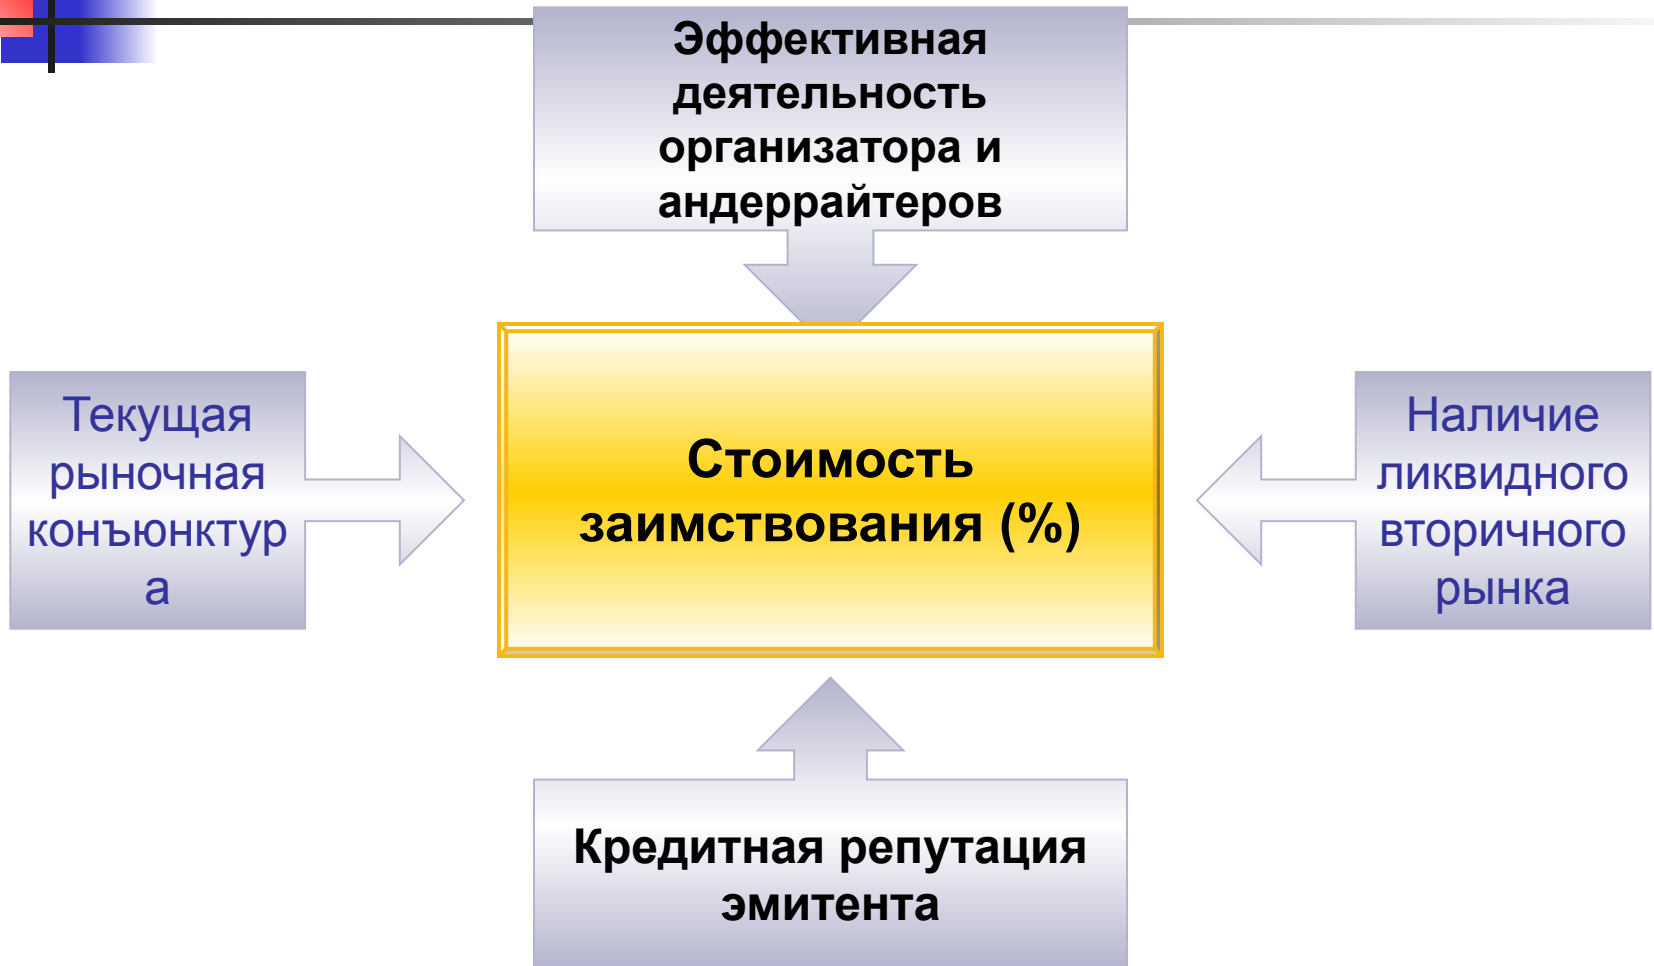 Эффективная
деятельность
организатора и
андеррайтеров
Текущая
рыночная
конъюнктур
а
Стоимость
заимствования (%)
Наличие
ликвидного
вторичного
рынка
Кредитная репутация
эмитента